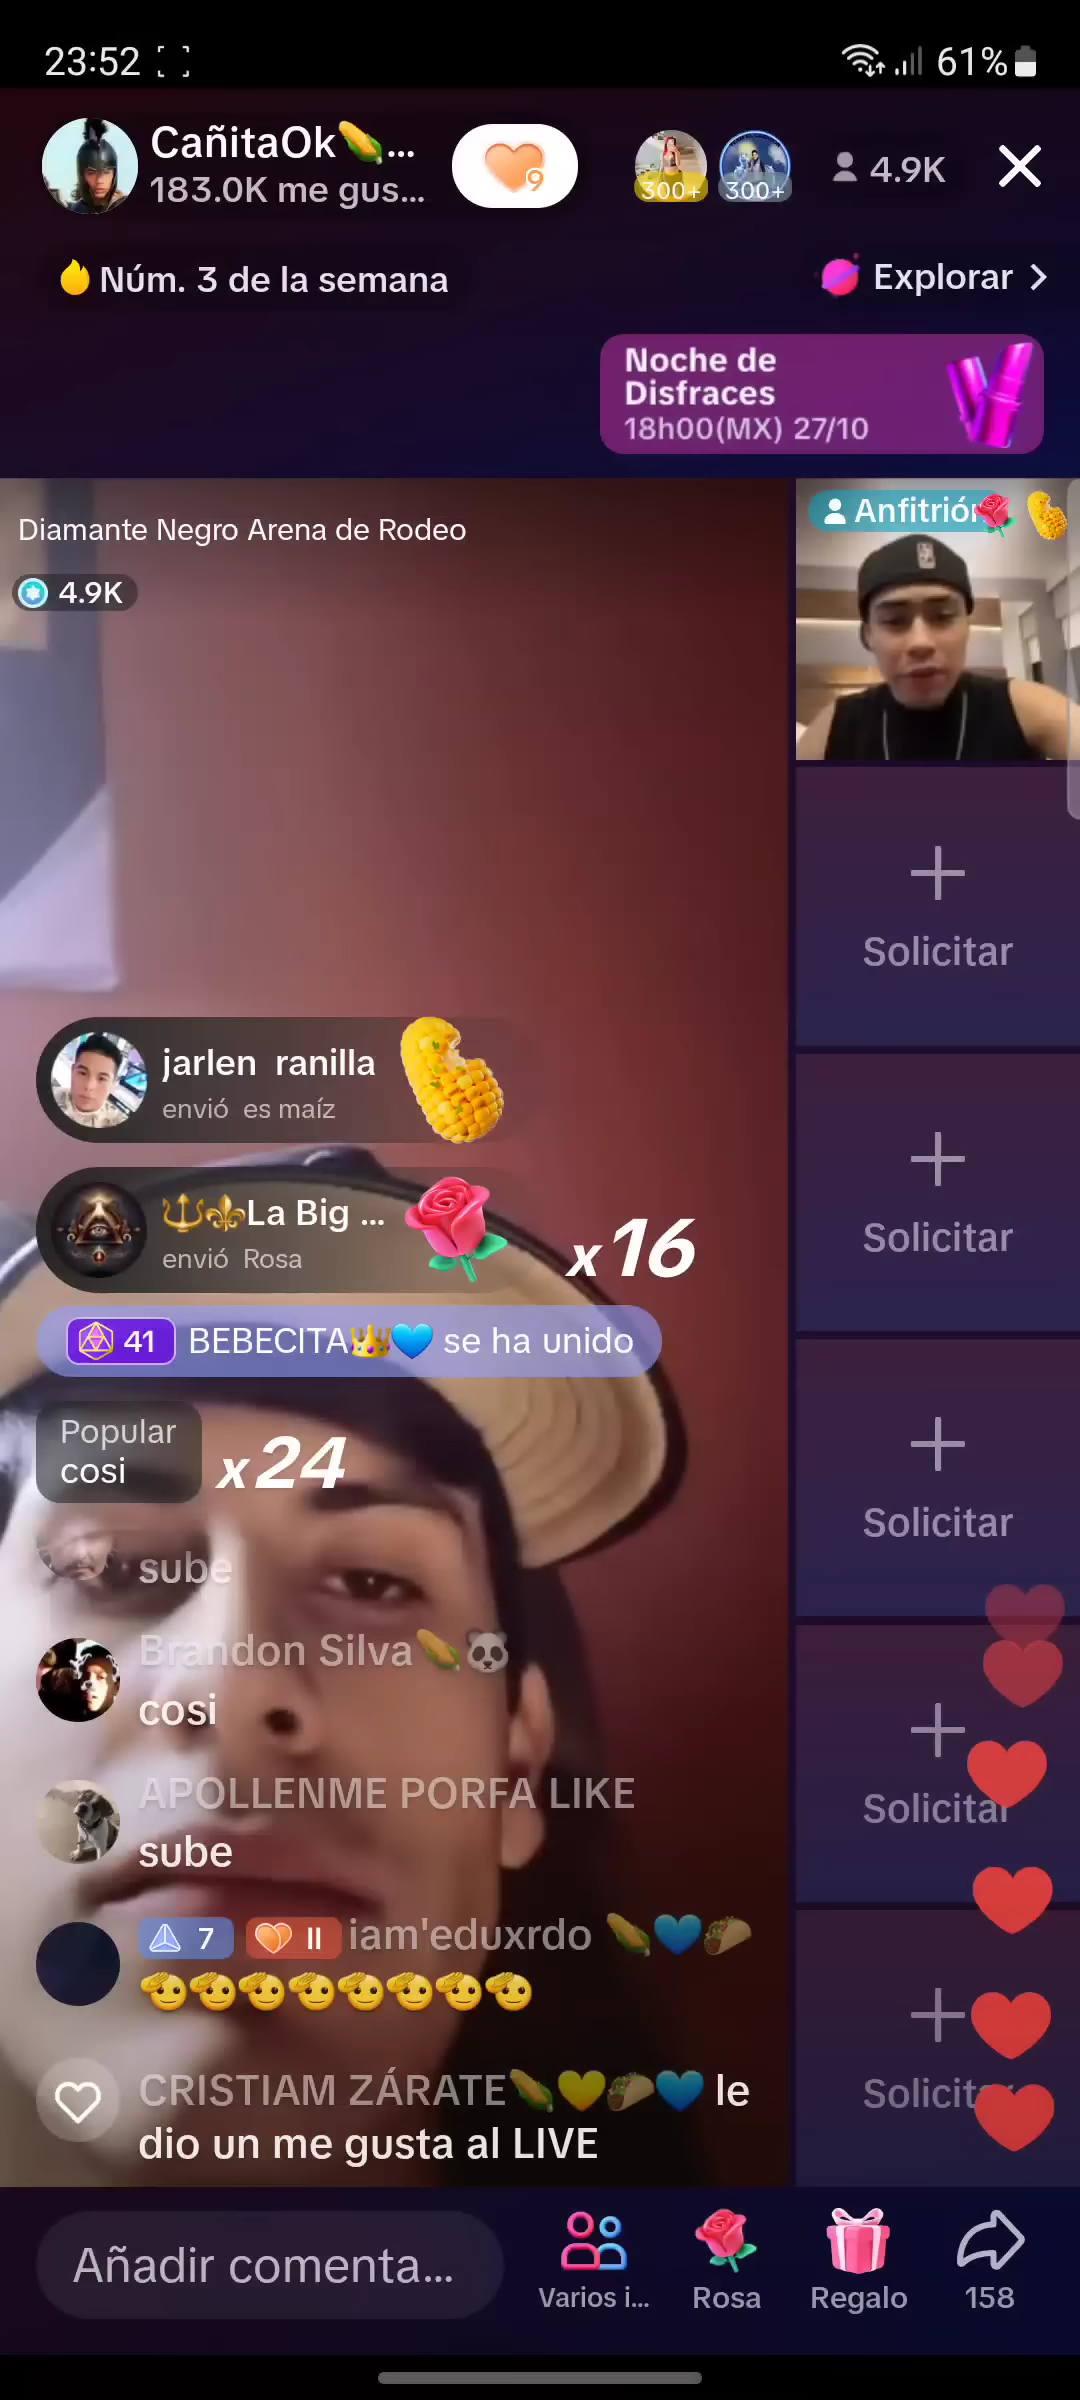 23:52
61%
CañitaOk🌽...
183.0K me gus...
9
300+
300+
4.9K
Núm. 3 de la semana
Explorar
Noche de
Disfraces
18h00(MX) 27/10
Diamante Negro Arena de Rodeo
4.9K
Anfitrión
Solicitar
Solicitar
Solicitar
Solicitar
Solicitar
jarlen ranilla
envió es maíz
🔱⚜️La Big ...
envió Rosa
x16
41 BEBECITA👑💙 se ha unido
Popular
cosi
x24
sube
Brandon Silva🌽🐼
cosi
APOLLENME PORFA LIKE
sube
7 II iam'eduxrdo 🌽💙🌮
🫡🫡🫡🫡🫡🫡🫡🫡
CRISTIAM ZÁRATE🌽💛🌮💙 le
dio un me gusta al LIVE
Añadir comenta...
Varios i...
Rosa
Regalo
158